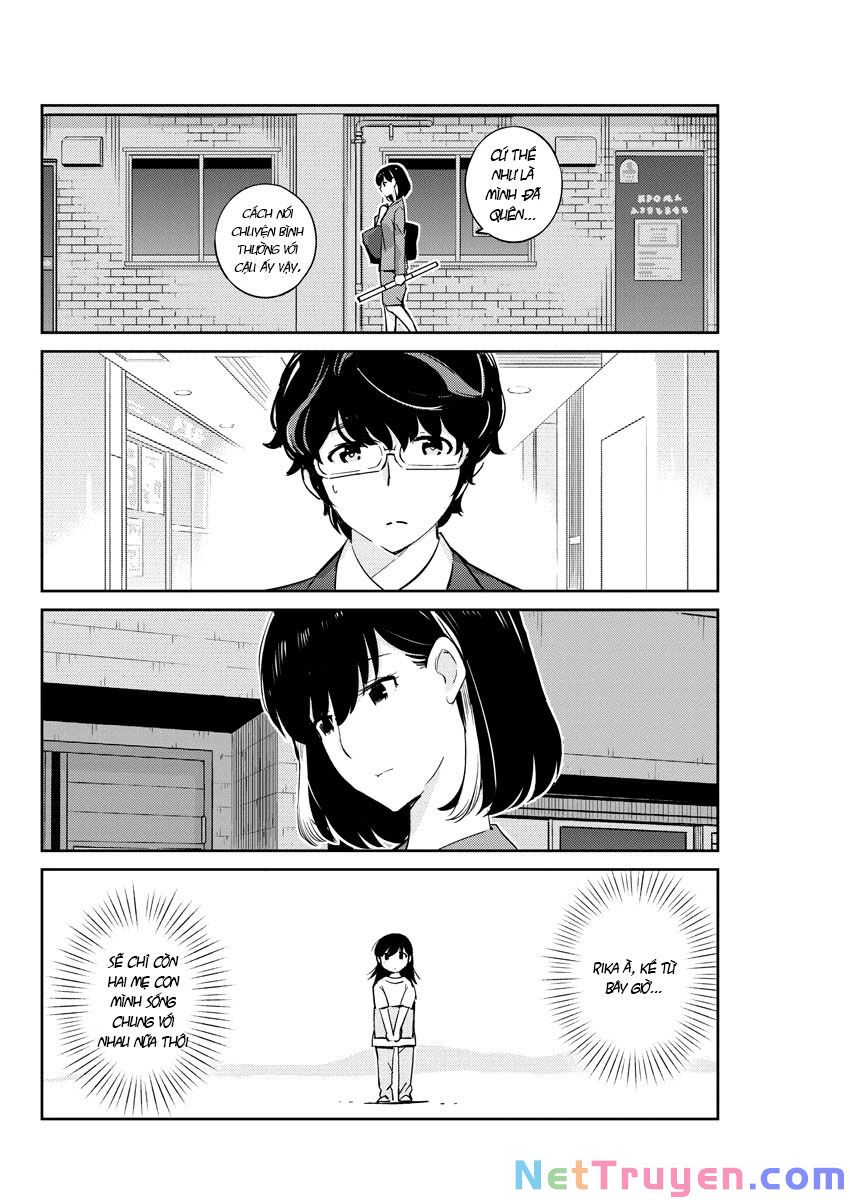 CỨ THẾ
NHƯ LÀ
MÌNH ĐÃ
QUÊN...
CÁCH NÓI
CHUYỆN BÌNH
THƯỜNG VỚI
CẬU ẤY VẬY.
RIKA À, KỂ TỪ
BÂY GIỜ...
SẼ CHỈ CÒN
HAI MẸ CON
MÌNH SỐNG
CHUNG VỚI
NHAU NỮA THÔI
NetTruyen.com